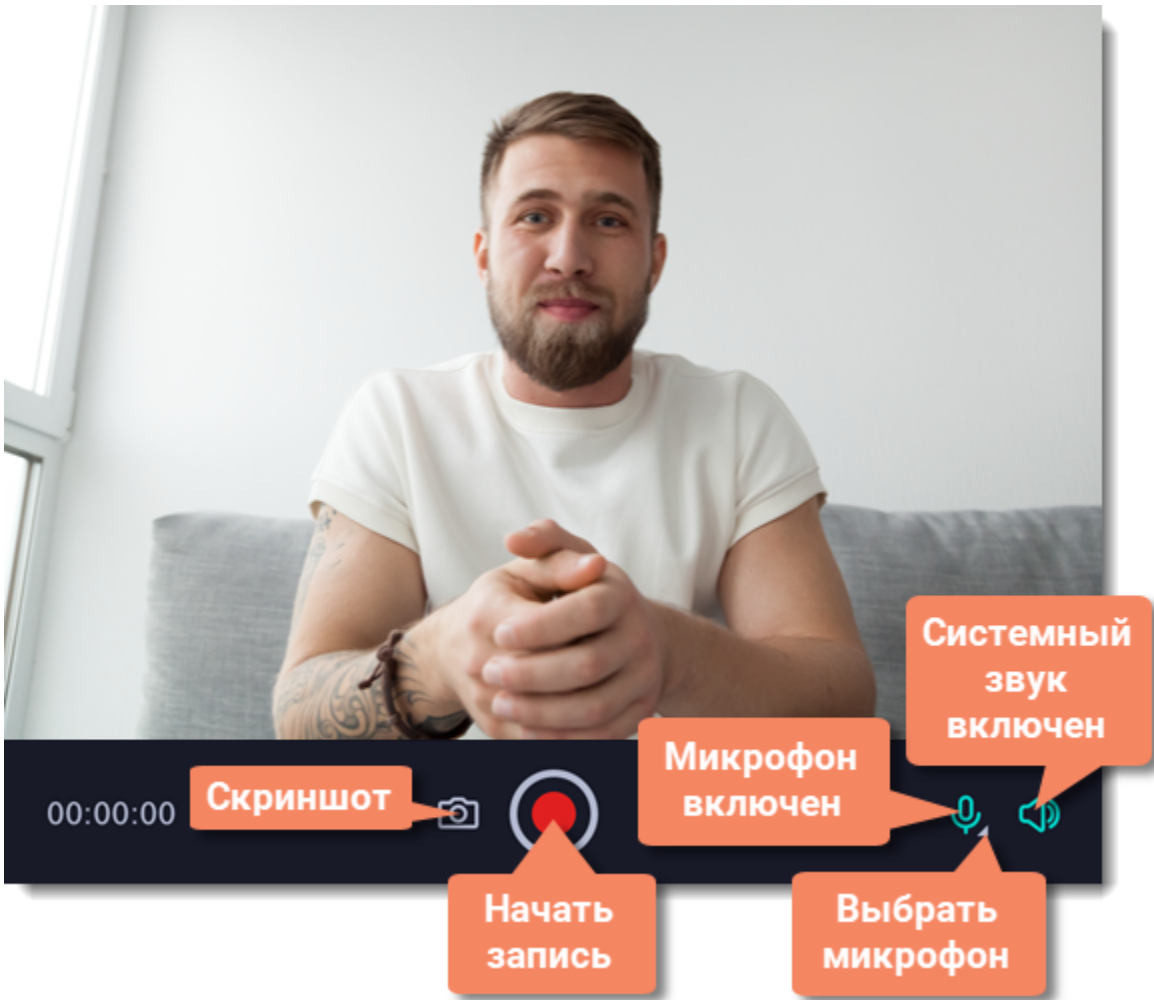 Системный
звук
включен
Микрофон
включен
00:00:00
Скриншот
Начать
запись
Выбрать
микрофон